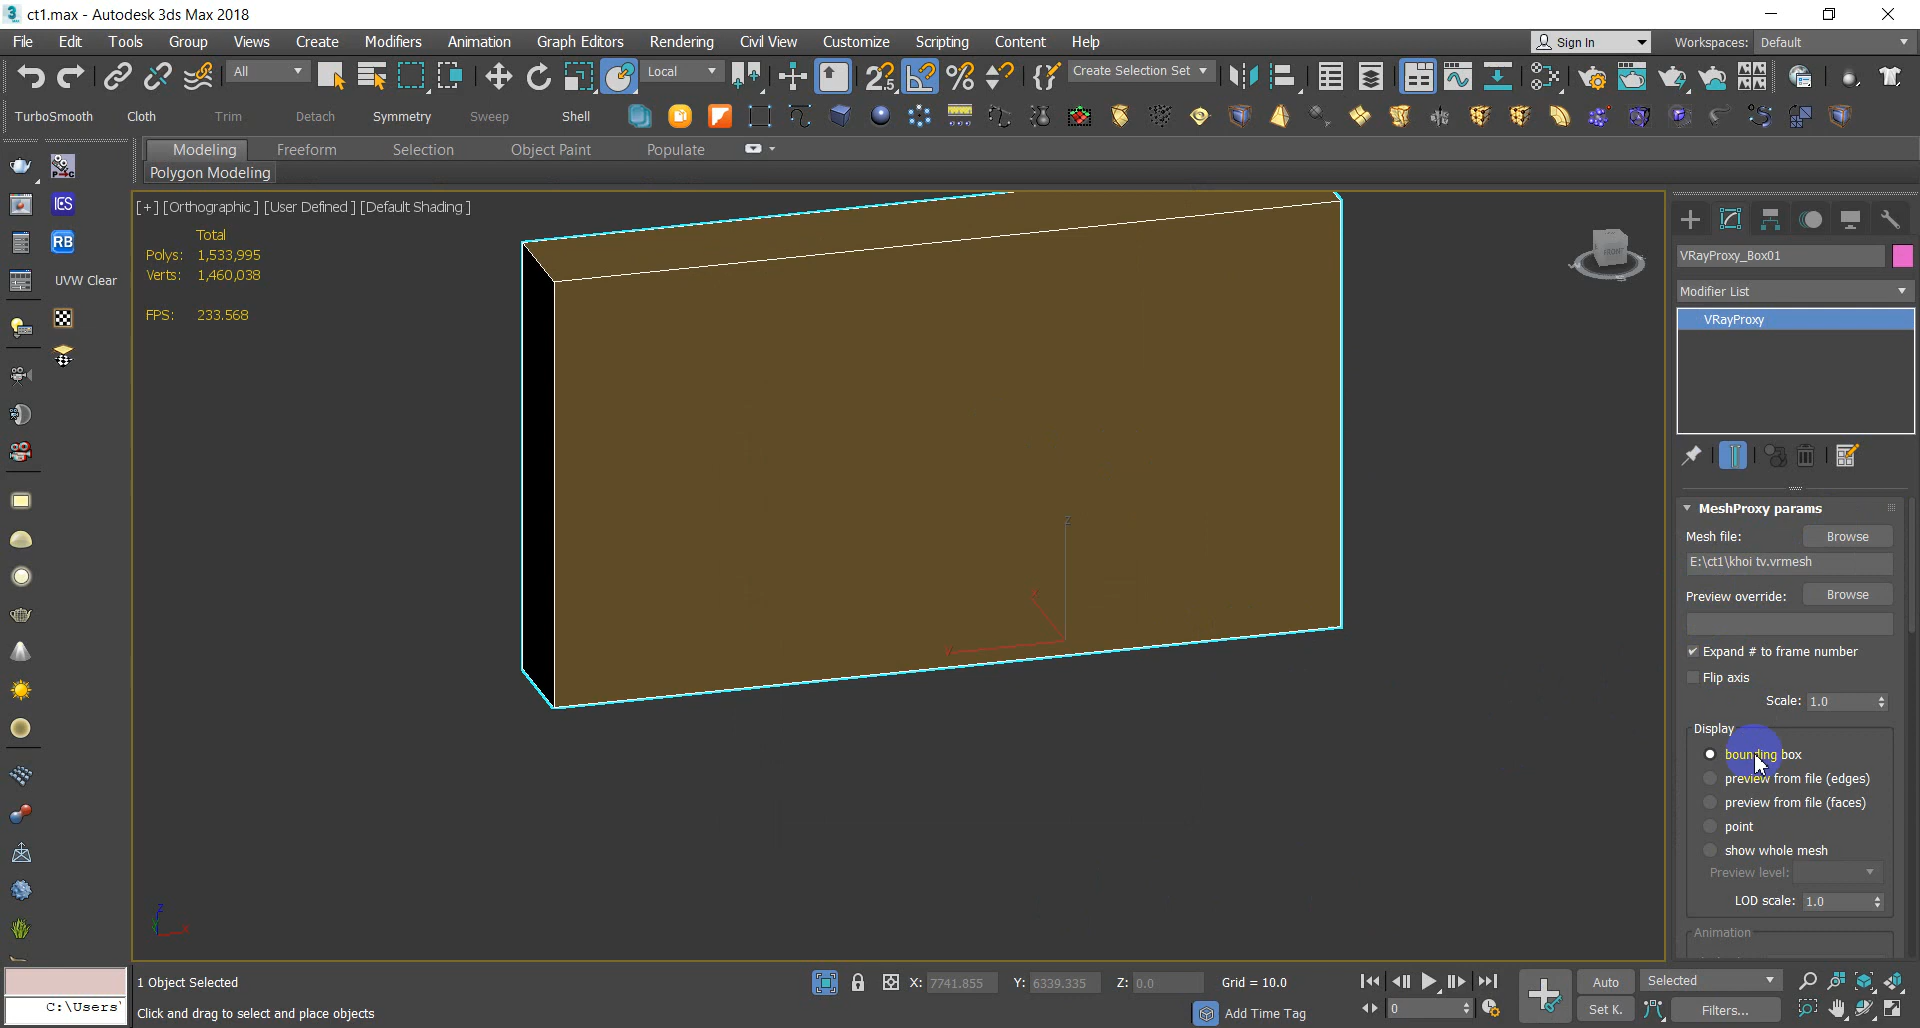 ct1.max - Autodesk 3ds Max 2018
File Edit Tools Group Views Create Modifiers Animation Graph Editors Rendering Civil View Customize Scripting Content Help
Sign In Workspaces: Default
All Local Create Selection Set
TurboSmooth Cloth Trim Detach Symmetry Sweep Shell
Modeling Freeform Selection Object Paint Populate
Polygon Modeling
[+] [Orthographic ] [User Defined ] [Default Shading ]
Total
Polys: 1,533,995
Verts: 1,460,038
FPS: 233.568
IES
RB
UVW Clear
FRONT
VRayProxy_Box01
Modifier List
VRayProxy
MeshProxy params
Mesh file: Browse
E:\ct1\khoi tv.vrmesh
Preview override: Browse
Expand # to frame number
Flip axis
Scale: 1.0
Display
bounding box
preview from file (edges)
preview from file (faces)
point
show whole mesh
Preview level:
LOD scale: 1.0
Animation
C:\Users'
1 Object Selected
Click and drag to select and place objects
X: 7741.855 Y: 6339.335 Z: 0.0 Grid = 10.0
Add Time Tag
0
Auto Selected
Set K. Filters...